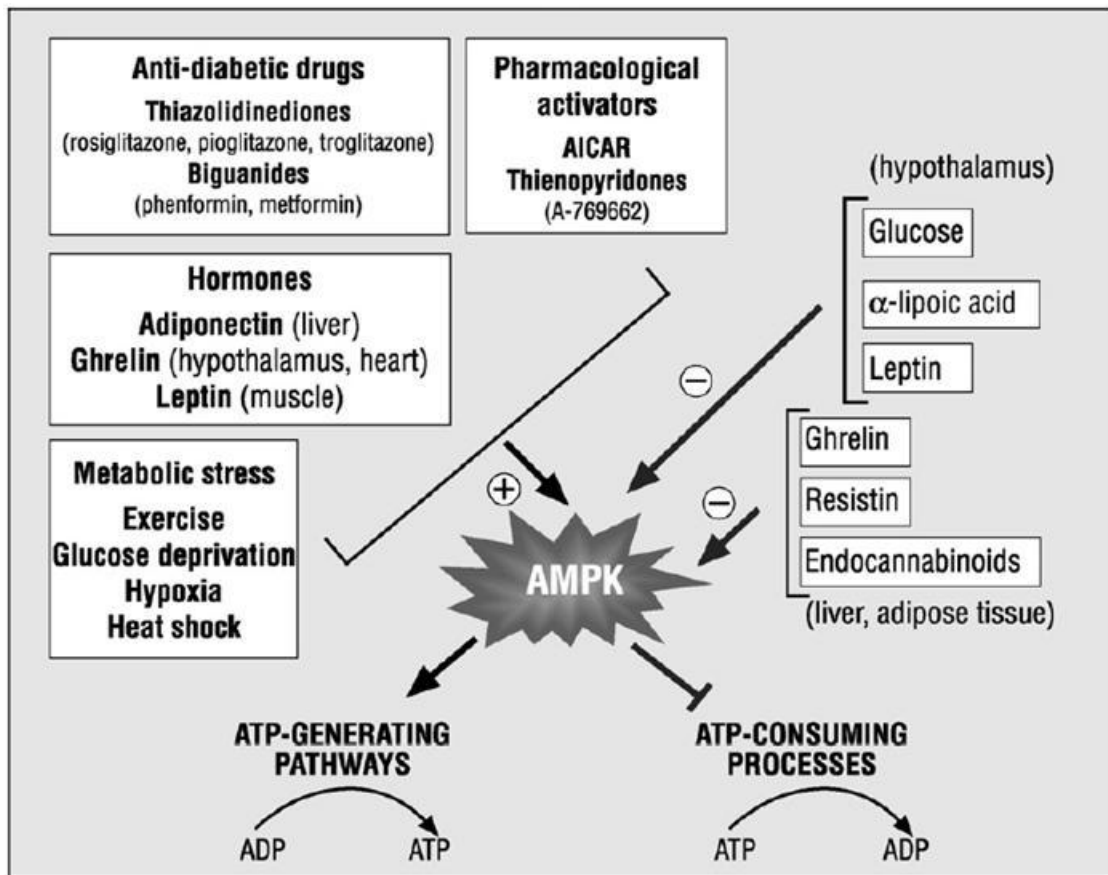 Anti-diabetic drugs
Thiazolidinediones
(rosiglitazone, pioglitazone, troglitazone)
Biguanides
(phenformin, metformin)
Pharmacological
activators
AICAR
Thienopyridones
(A-769662)
Hormones
Adiponectin (liver)
Ghrelin (hypothalamus, heart)
Leptin (muscle)
Metabolic stress
Exercise
Glucose deprivation
Hypoxia
Heat shock
(hypothalamus)
Glucose
α-lipoic acid
Leptin
−
Ghrelin
Resistin
Endocannabinoids
(liver, adipose tissue)
−
+
AMPK
ATP-GENERATING
PATHWAYS
ADP ATP
ATP-CONSUMING
PROCESSES
ATP ADP